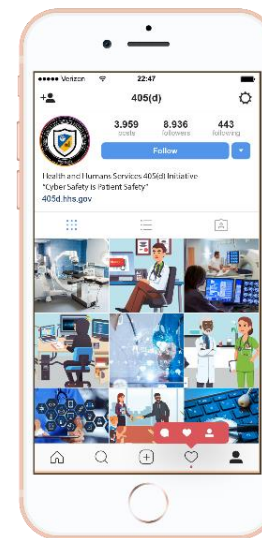 Verizon 22:47
405(d)
3.959 8.936 443
posts followers following
Follow
Health and Humans Services 405(d) Initiative
"Cyber Safety is Patient Safety"
405d.hhs.gov